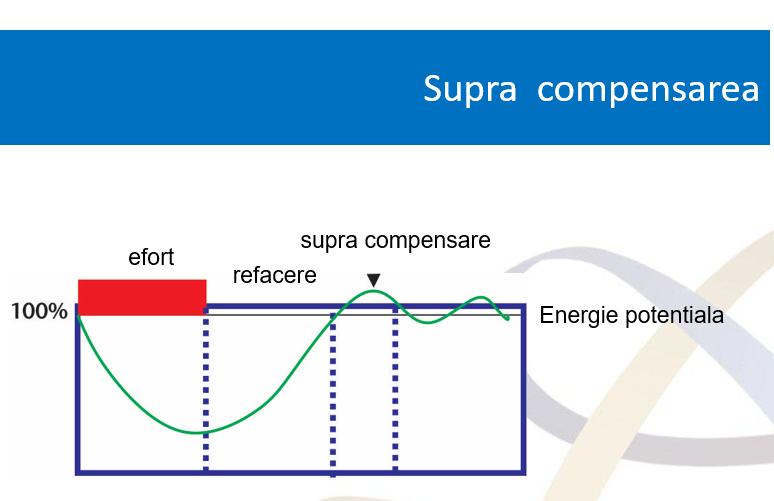 Supra compensarea
supra compensare
efort
refacere
100%
Energie potentiala